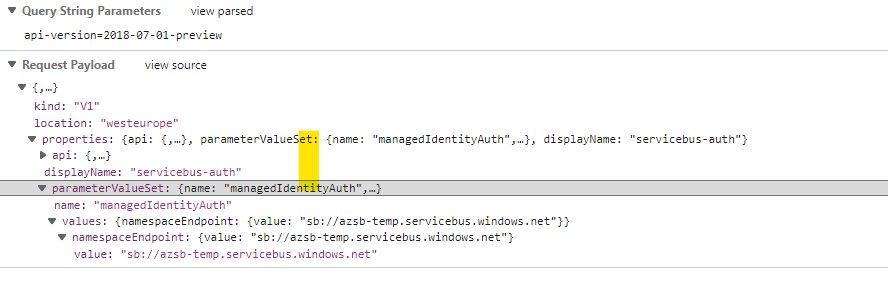 Query String Parameters view parsed
api-version=2018-07-01-preview
Request Payload view source
{,…}
kind: "V1"
location: "westeurope"
properties: {api: {,…}, parameterValueSet: {name: "managedIdentityAuth",…}, displayName: "servicebus-auth"}
api: {,…}
displayName: "servicebus-auth"
parameterValueSet: {name: "managedIdentityAuth",…}
name: "managedIdentityAuth"
values: {namespaceEndpoint: {value: "sb://azsb-temp.servicebus.windows.net"}}
namespaceEndpoint: {value: "sb://azsb-temp.servicebus.windows.net"}
value: "sb://azsb-temp.servicebus.windows.net"